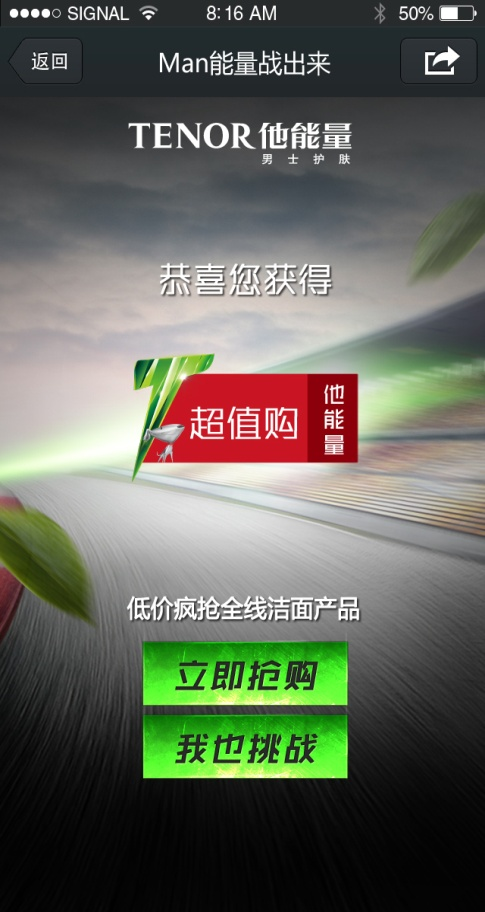 SIGNAL 8:16 AM 50%
返回 Man能量战出来
TENOR他能量
男士护肤
恭喜您获得
超值购 他能量
低价疯抢全线洁面产品
立即抢购
我也挑战